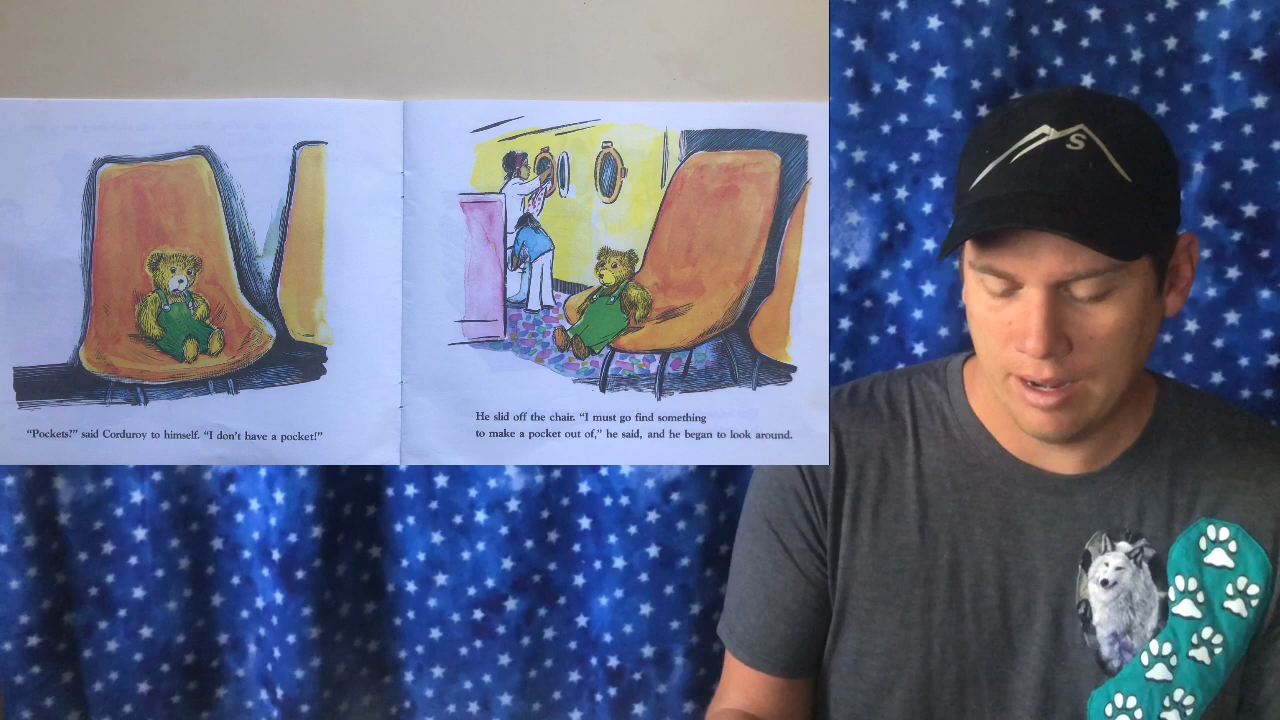 "Pockets?" said Corduroy to himself. "I don't have a pocket!"
He slid off the chair. "I must go find something
to make a pocket out of," he said, and he began to look around.
S